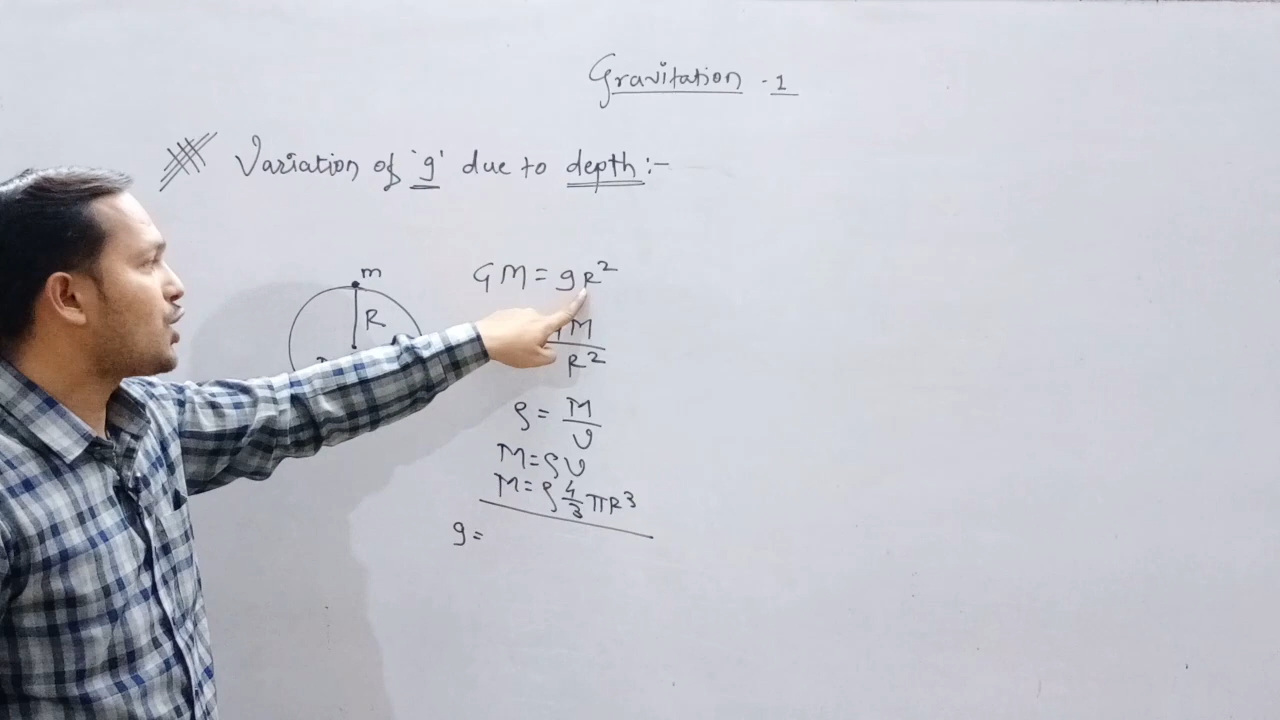 Gravitation - 1
Variation of 'g' due to depth :-
m
R
GM = gR²
M
R²
ρ = M/V
M = ρV
M = ρ 4/3 πR³
g =